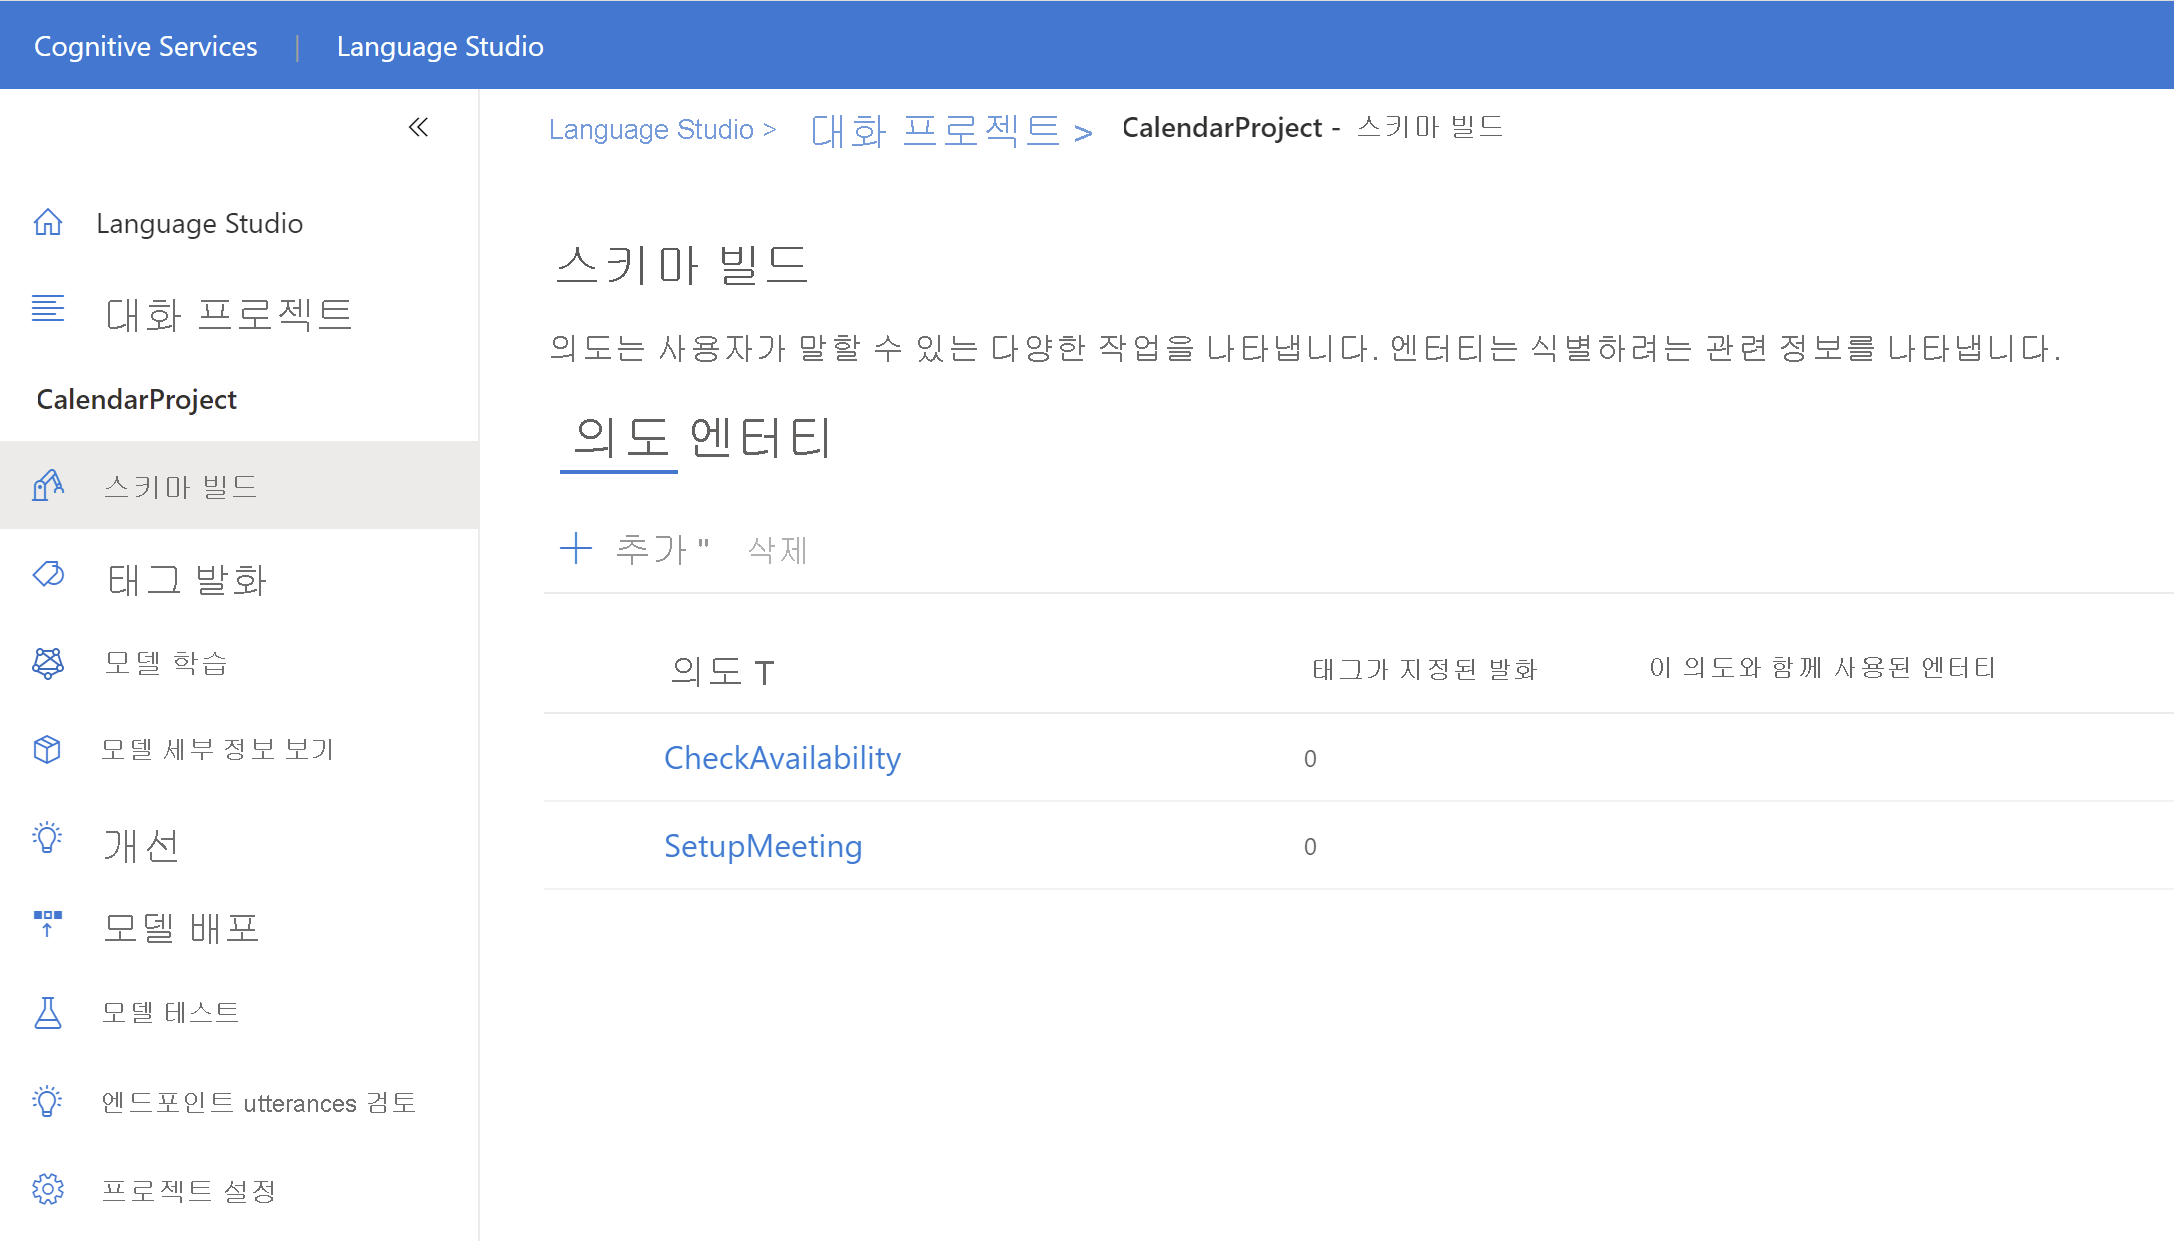 Cognitive Services | Language Studio
Language Studio > 대화 프로젝트 > CalendarProject - 스키마 빌드
Language Studio
대화 프로젝트
CalendarProject
스키마 빌드
태그 발화
모델 학습
모델 세부 정보 보기
개선
모델 배포
모델 테스트
엔드포인트 utterances 검토
프로젝트 설정
스키마 빌드
의도는 사용자가 말할 수 있는 다양한 작업을 나타냅니다. 엔터티는 식별하려는 관련 정보를 나타냅니다.
의도 엔터티
추가 " 삭제
의도 T 태그가 지정된 발화 이 의도와 함께 사용된 엔터티
CheckAvailability 0
SetupMeeting 0